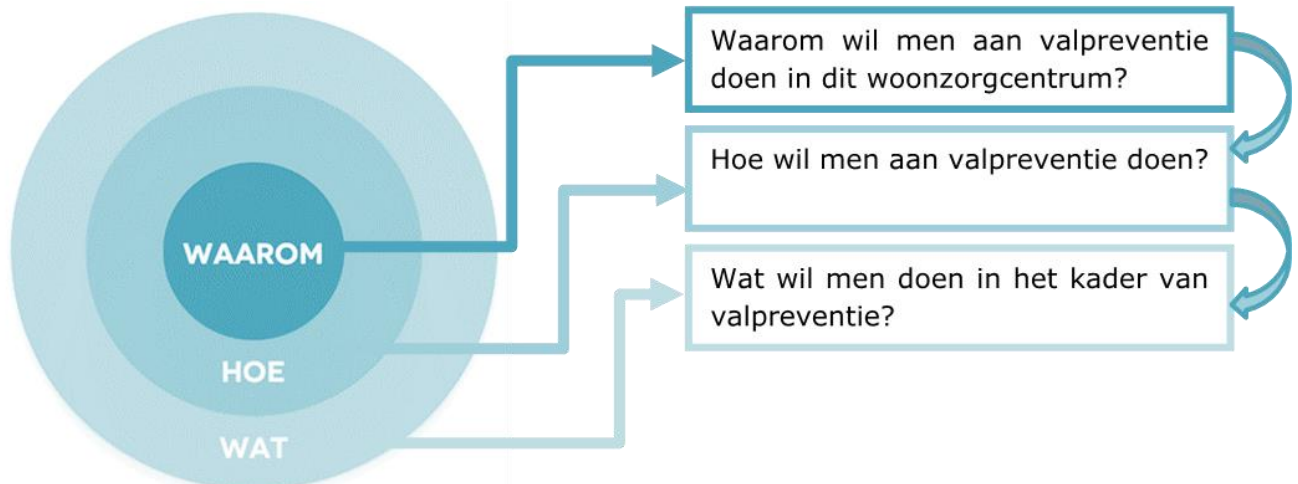 WAAROM
HOE
WAT
Waarom wil men aan valpreventie
doen in dit woonzorgcentrum?
Hoe wil men aan valpreventie doen?
Wat wil men doen in het kader van
valpreventie?